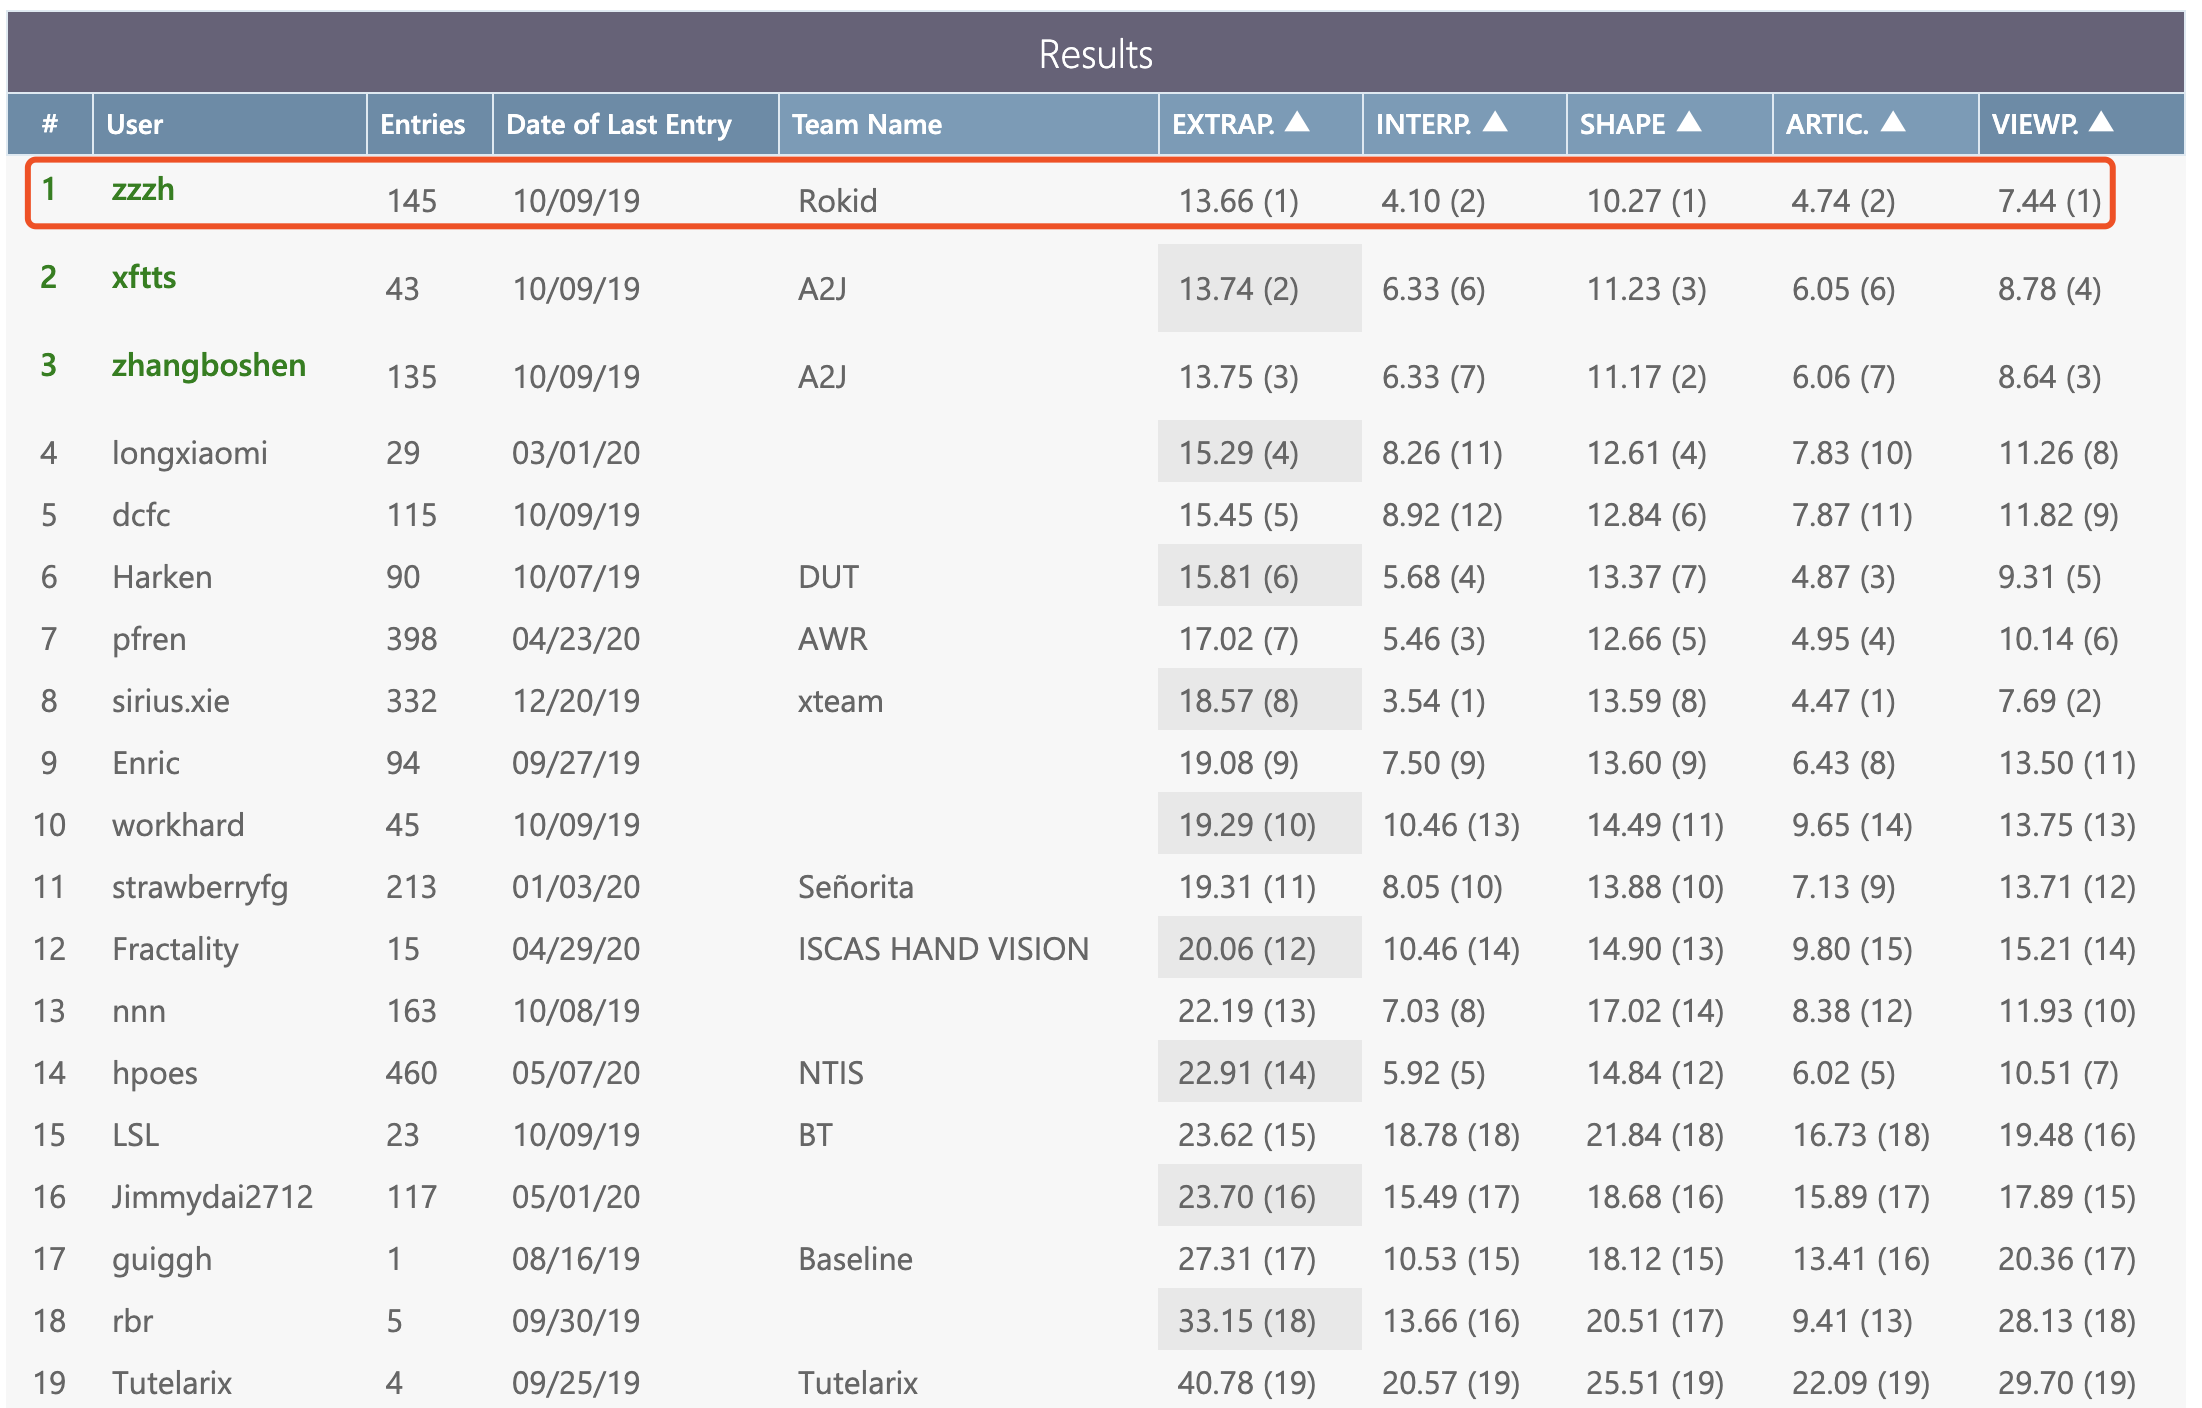 Results
# User Entries Date of Last Entry Team Name EXTRAP. ▲ INTERP. ▲ SHAPE ▲ ARTIC. ▲ VIEWP. ▲
1 zzzh 145 10/09/19 Rokid 13.66 (1) 4.10 (2) 10.27 (1) 4.74 (2) 7.44 (1)
2 xftts 43 10/09/19 A2J 13.74 (2) 6.33 (6) 11.23 (3) 6.05 (6) 8.78 (4)
3 zhangboshen 135 10/09/19 A2J 13.75 (3) 6.33 (7) 11.17 (2) 6.06 (7) 8.64 (3)
4 longxiaomi 29 03/01/20 15.29 (4) 8.26 (11) 12.61 (4) 7.83 (10) 11.26 (8)
5 dcfc 115 10/09/19 15.45 (5) 8.92 (12) 12.84 (6) 7.87 (11) 11.82 (9)
6 Harken 90 10/07/19 DUT 15.81 (6) 5.68 (4) 13.37 (7) 4.87 (3) 9.31 (5)
7 pfren 398 04/23/20 AWR 17.02 (7) 5.46 (3) 12.66 (5) 4.95 (4) 10.14 (6)
8 sirius.xie 332 12/20/19 xteam 18.57 (8) 3.54 (1) 13.59 (8) 4.47 (1) 7.69 (2)
9 Enric 94 09/27/19 19.08 (9) 7.50 (9) 13.60 (9) 6.43 (8) 13.50 (11)
10 workhard 45 10/09/19 19.29 (10) 10.46 (13) 14.49 (11) 9.65 (14) 13.75 (13)
11 strawberryfg 213 01/03/20 Señorita 19.31 (11) 8.05 (10) 13.88 (10) 7.13 (9) 13.71 (12)
12 Fractality 15 04/29/20 ISCAS HAND VISION 20.06 (12) 10.46 (14) 14.90 (13) 9.80 (15) 15.21 (14)
13 nnn 163 10/08/19 22.19 (13) 7.03 (8) 17.02 (14) 8.38 (12) 11.93 (10)
14 hpoes 460 05/07/20 NTIS 22.91 (14) 5.92 (5) 14.84 (12) 6.02 (5) 10.51 (7)
15 LSL 23 10/09/19 BT 23.62 (15) 18.78 (18) 21.84 (18) 16.73 (18) 19.48 (16)
16 Jimmydai2712 117 05/01/20 23.70 (16) 15.49 (17) 18.68 (16) 15.89 (17) 17.89 (15)
17 guiggh 1 08/16/19 Baseline 27.31 (17) 10.53 (15) 18.12 (15) 13.41 (16) 20.36 (17)
18 rbr 5 09/30/19 33.15 (18) 13.66 (16) 20.51 (17) 9.41 (13) 28.13 (18)
19 Tutelarix 4 09/25/19 Tutelarix 40.78 (19) 20.57 (19) 25.51 (19) 22.09 (19) 29.70 (19)